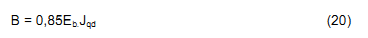 B = 0,85E_b J_qd (20)